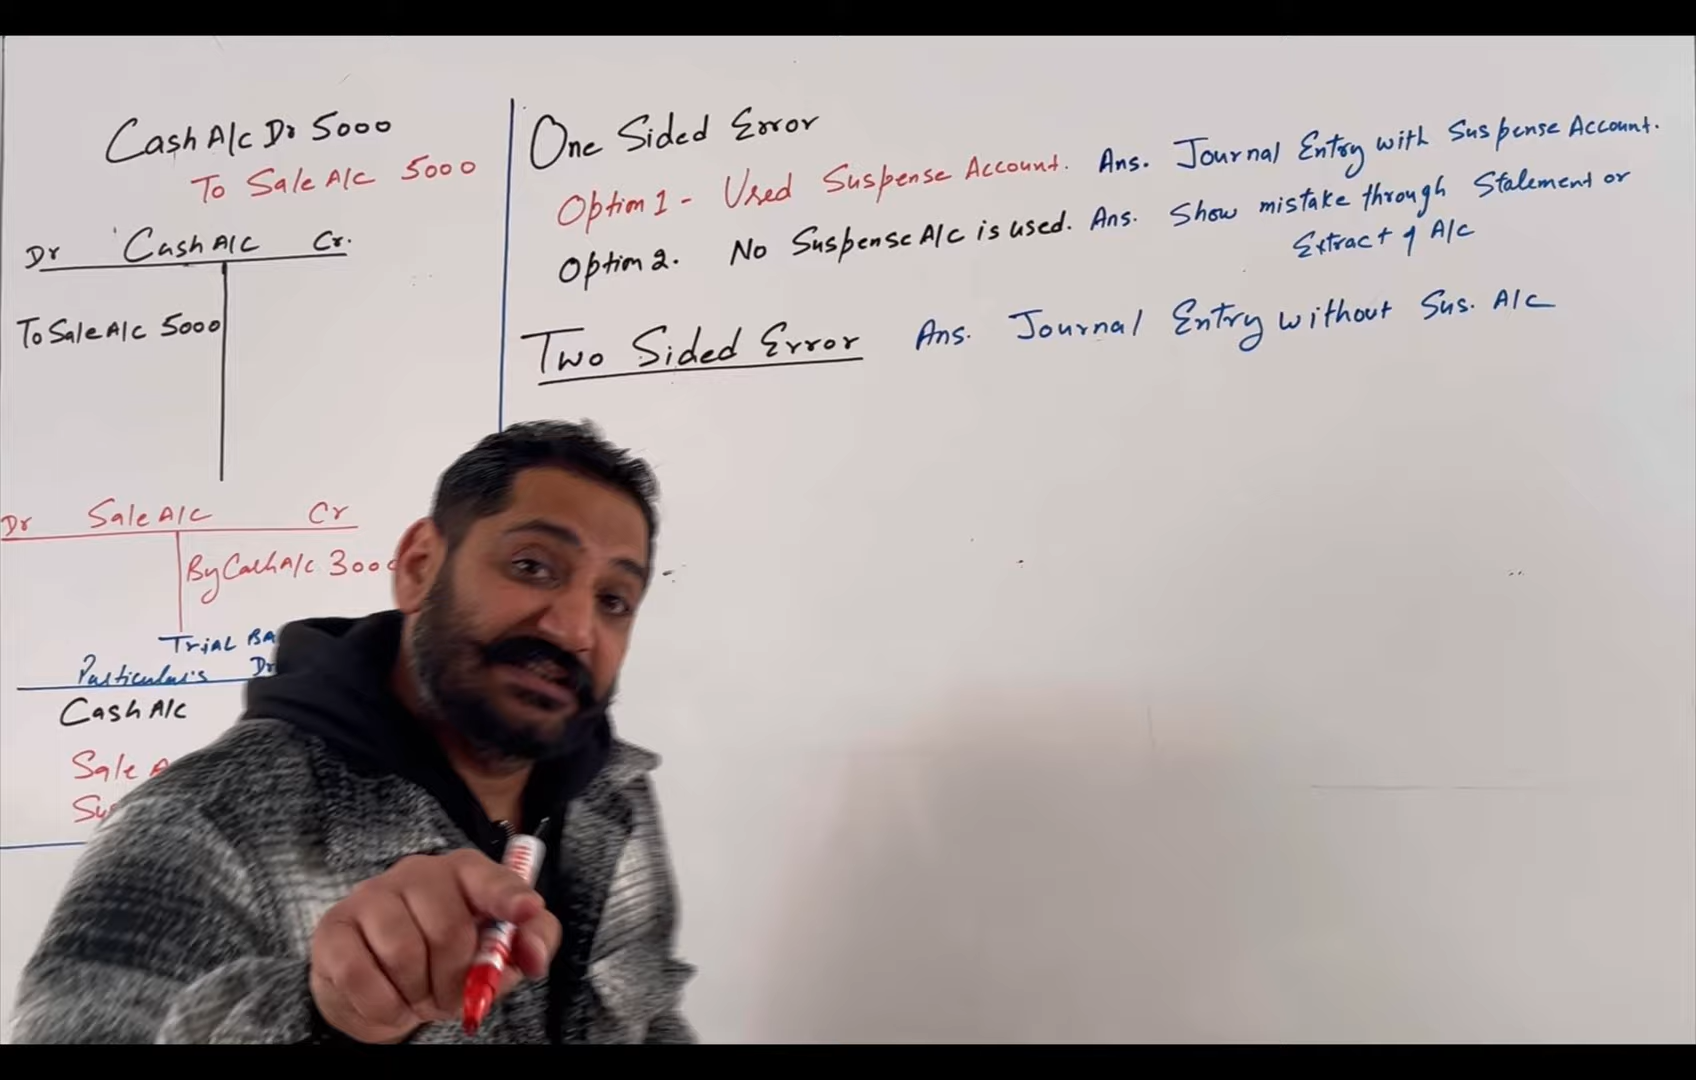 Cash A/c Dr 5000
To Sale A/c 5000
Dr Cash A/c Cr.
To Sale A/c 5000
Dr Sale A/c Cr
By Cash A/c 3000
Trial Ba
Particulars Dr
Cash A/c
Sale A
Sus
One Sided Error
Option 1 - Used Suspense Account. Ans. Journal Entry with Suspense Account.
Option 2. No Suspense A/c is used. Ans. Show mistake through Statement or
Extract of A/c
Two Sided Error Ans. Journal Entry without Sus. A/c